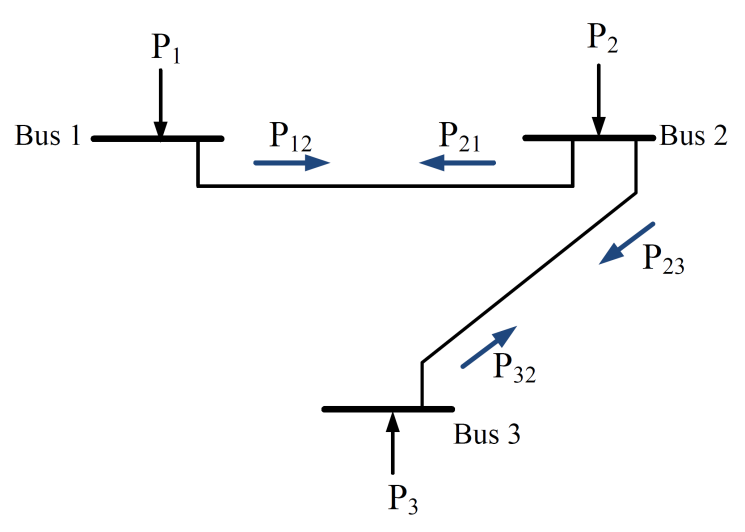 P₁
P₂
Bus 1
P₁₂
P₂₁
Bus 2
P₂₃
P₃₂
Bus 3
P₃